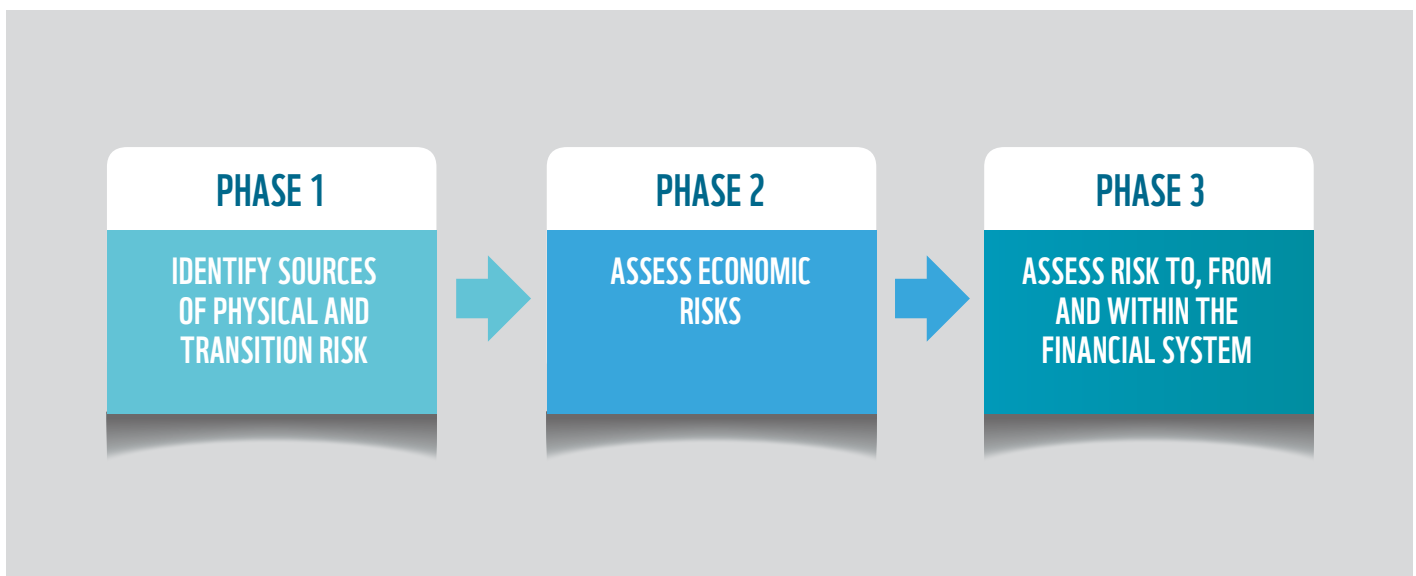 PHASE 1
IDENTIFY SOURCES
OF PHYSICAL AND
TRANSITION RISK
PHASE 2
ASSESS ECONOMIC
RISKS
PHASE 3
ASSESS RISK TO, FROM
AND WITHIN THE
FINANCIAL SYSTEM